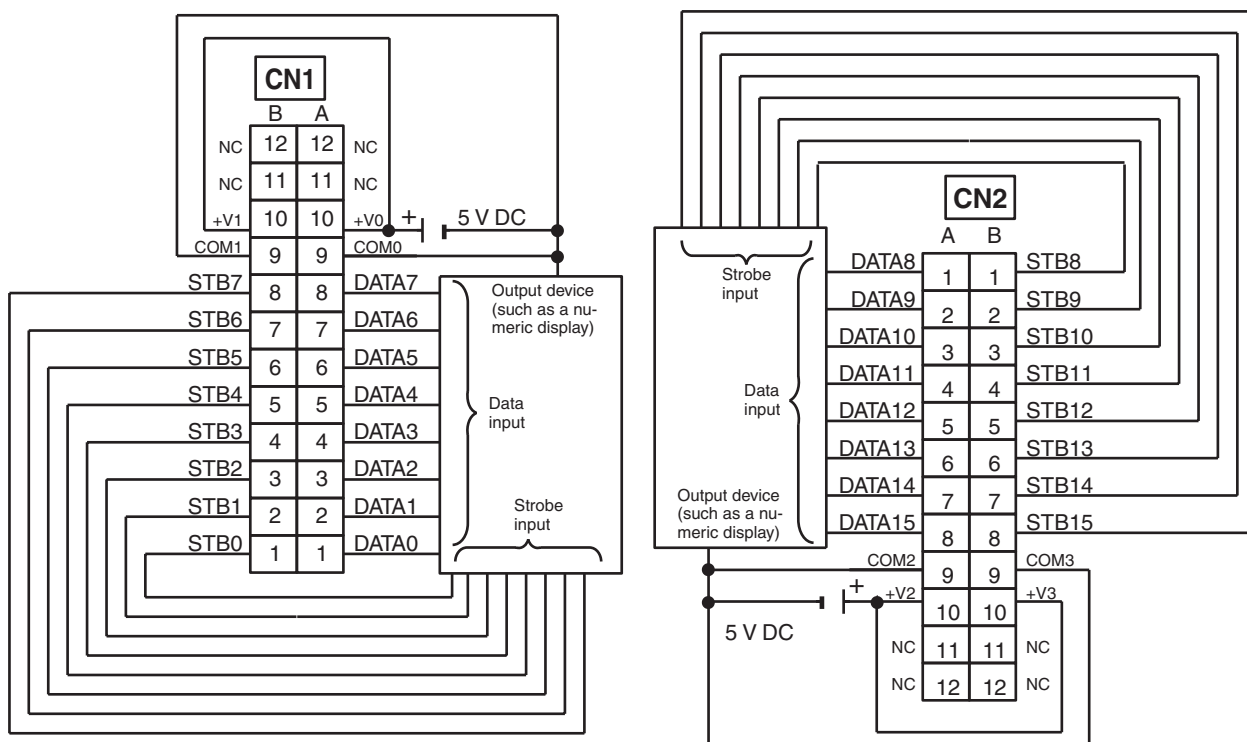 CN1
B A
NC 12 12 NC
NC 11 11 NC
+V1 10 10 +V0 + 5 V DC
COM1 9 9 COM0
STB7 8 8 DATA7
STB6 7 7 DATA6
STB5 6 6 DATA5
STB4 5 5 DATA4
STB3 4 4 DATA3
STB2 3 3 DATA2
STB1 2 2 DATA1
STB0 1 1 DATA0
Output device
(such as a nu-
meric display)
Data
input
Strobe
input
CN2
A B
Strobe
input
Data
input
Output device
(such as a nu-
meric display)
DATA8 1 1 STB8
DATA9 2 2 STB9
DATA10 3 3 STB10
DATA11 4 4 STB11
DATA12 5 5 STB12
DATA13 6 6 STB13
DATA14 7 7 STB14
DATA15 8 8 STB15
COM2 9 9 COM3
+ +V2 10 10 +V3
5 V DC
NC 11 11 NC
NC 12 12 NC